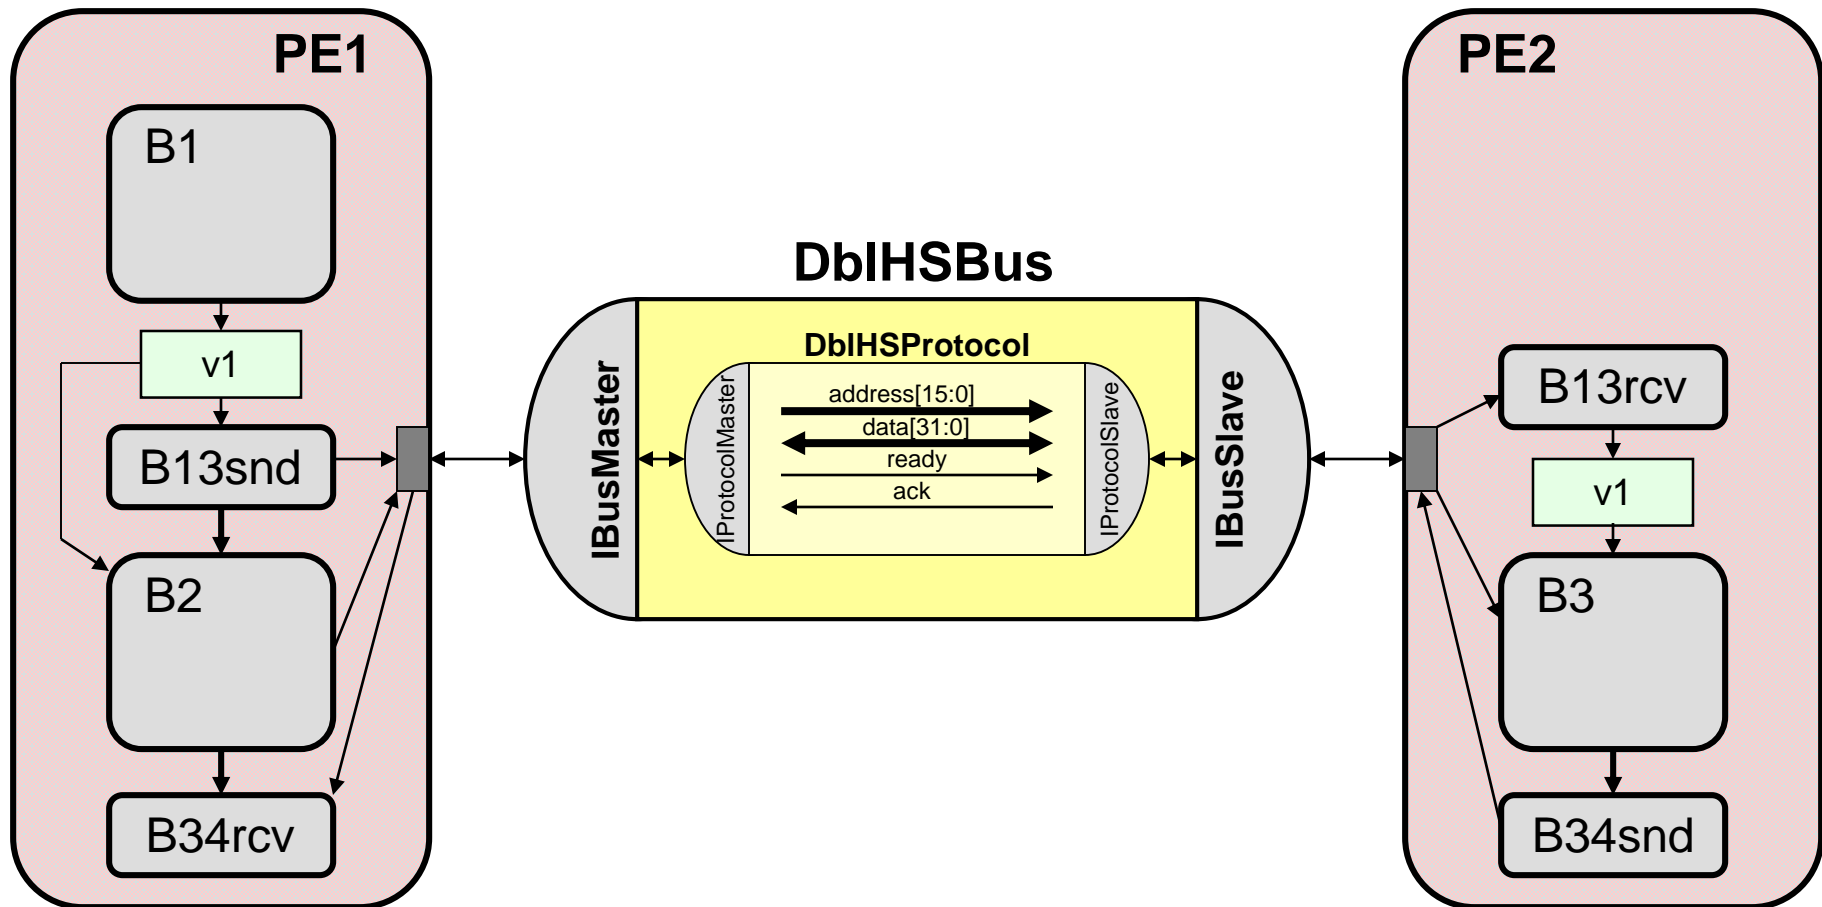 PE1
B1
v1
B13snd
B2
B34rcv
DblHSBus
IBusMaster
DblHSProtocol
IProtocolMaster
address[15:0]
data[31:0]
ready
ack
IProtocolSlave
IBusSlave
PE2
B13rcv
v1
B3
B34snd